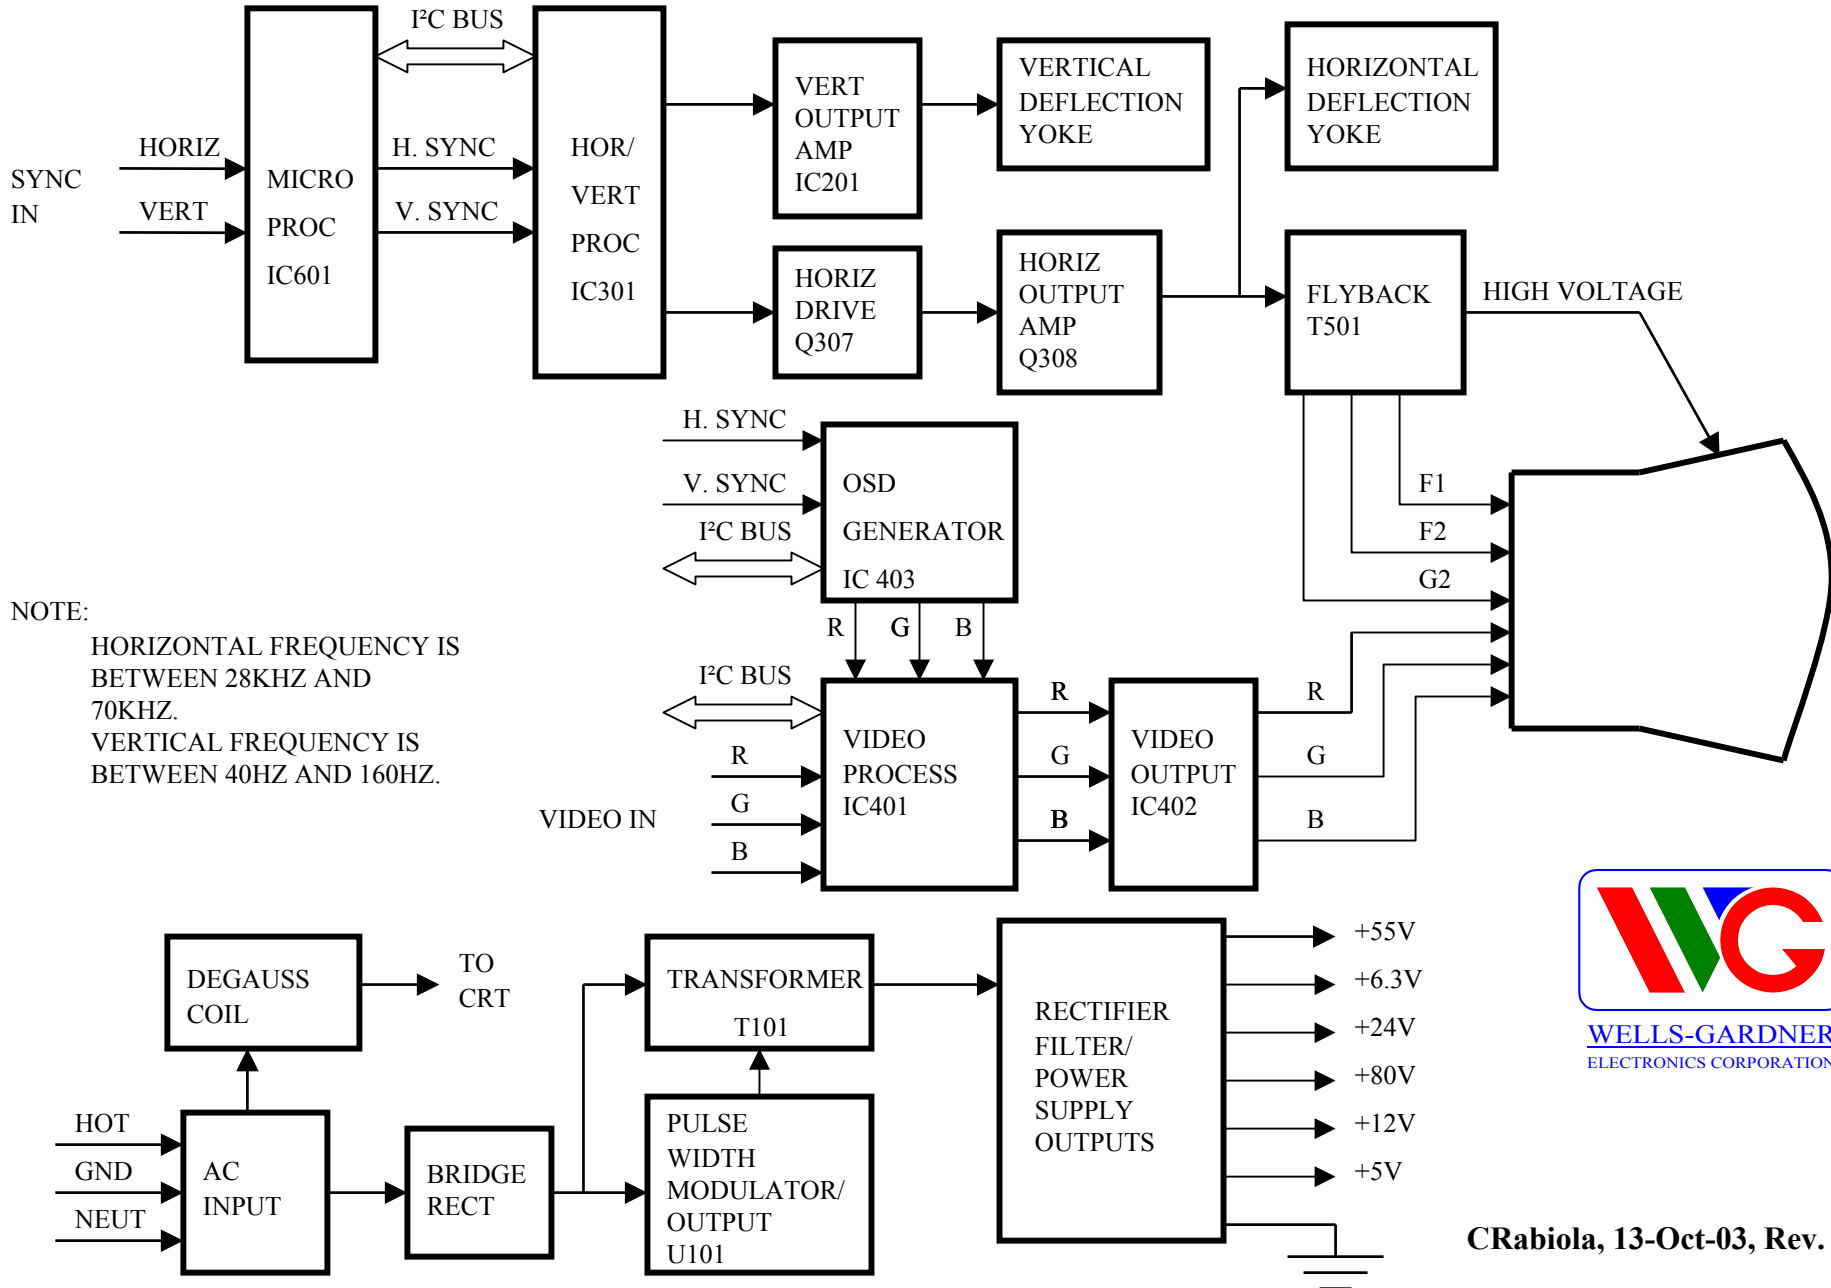 I²C BUS
SYNC
IN
HORIZ
VERT
MICRO
PROC
IC601
H. SYNC
V. SYNC
HOR/
VERT
PROC
IC301
VERT
OUTPUT
AMP
IC201
VERTICAL
DEFLECTION
YOKE
HORIZONTAL
DEFLECTION
YOKE
HORIZ
DRIVE
Q307
HORIZ
OUTPUT
AMP
Q308
FLYBACK
T501
HIGH VOLTAGE
H. SYNC
V. SYNC
I²C BUS
OSD
GENERATOR
IC 403
F1
F2
G2
R
G
B
NOTE:
HORIZONTAL FREQUENCY IS
BETWEEN 28KHZ AND
70KHZ.
VERTICAL FREQUENCY IS
BETWEEN 40HZ AND 160HZ.
I²C BUS
VIDEO IN
R
G
B
VIDEO
PROCESS
IC401
R
G
B
VIDEO
OUTPUT
IC402
R
G
B
WG
WELLS-GARDNER
ELECTRONICS CORPORATION
DEGAUSS
COIL
TO
CRT
TRANSFORMER
T101
RECTIFIER
FILTER/
POWER
SUPPLY
OUTPUTS
+55V
+6.3V
+24V
+80V
+12V
+5V
HOT
GND
NEUT
AC
INPUT
BRIDGE
RECT
PULSE
WIDTH
MODULATOR/
OUTPUT
U101
CRabiola, 13-Oct-03, Rev.